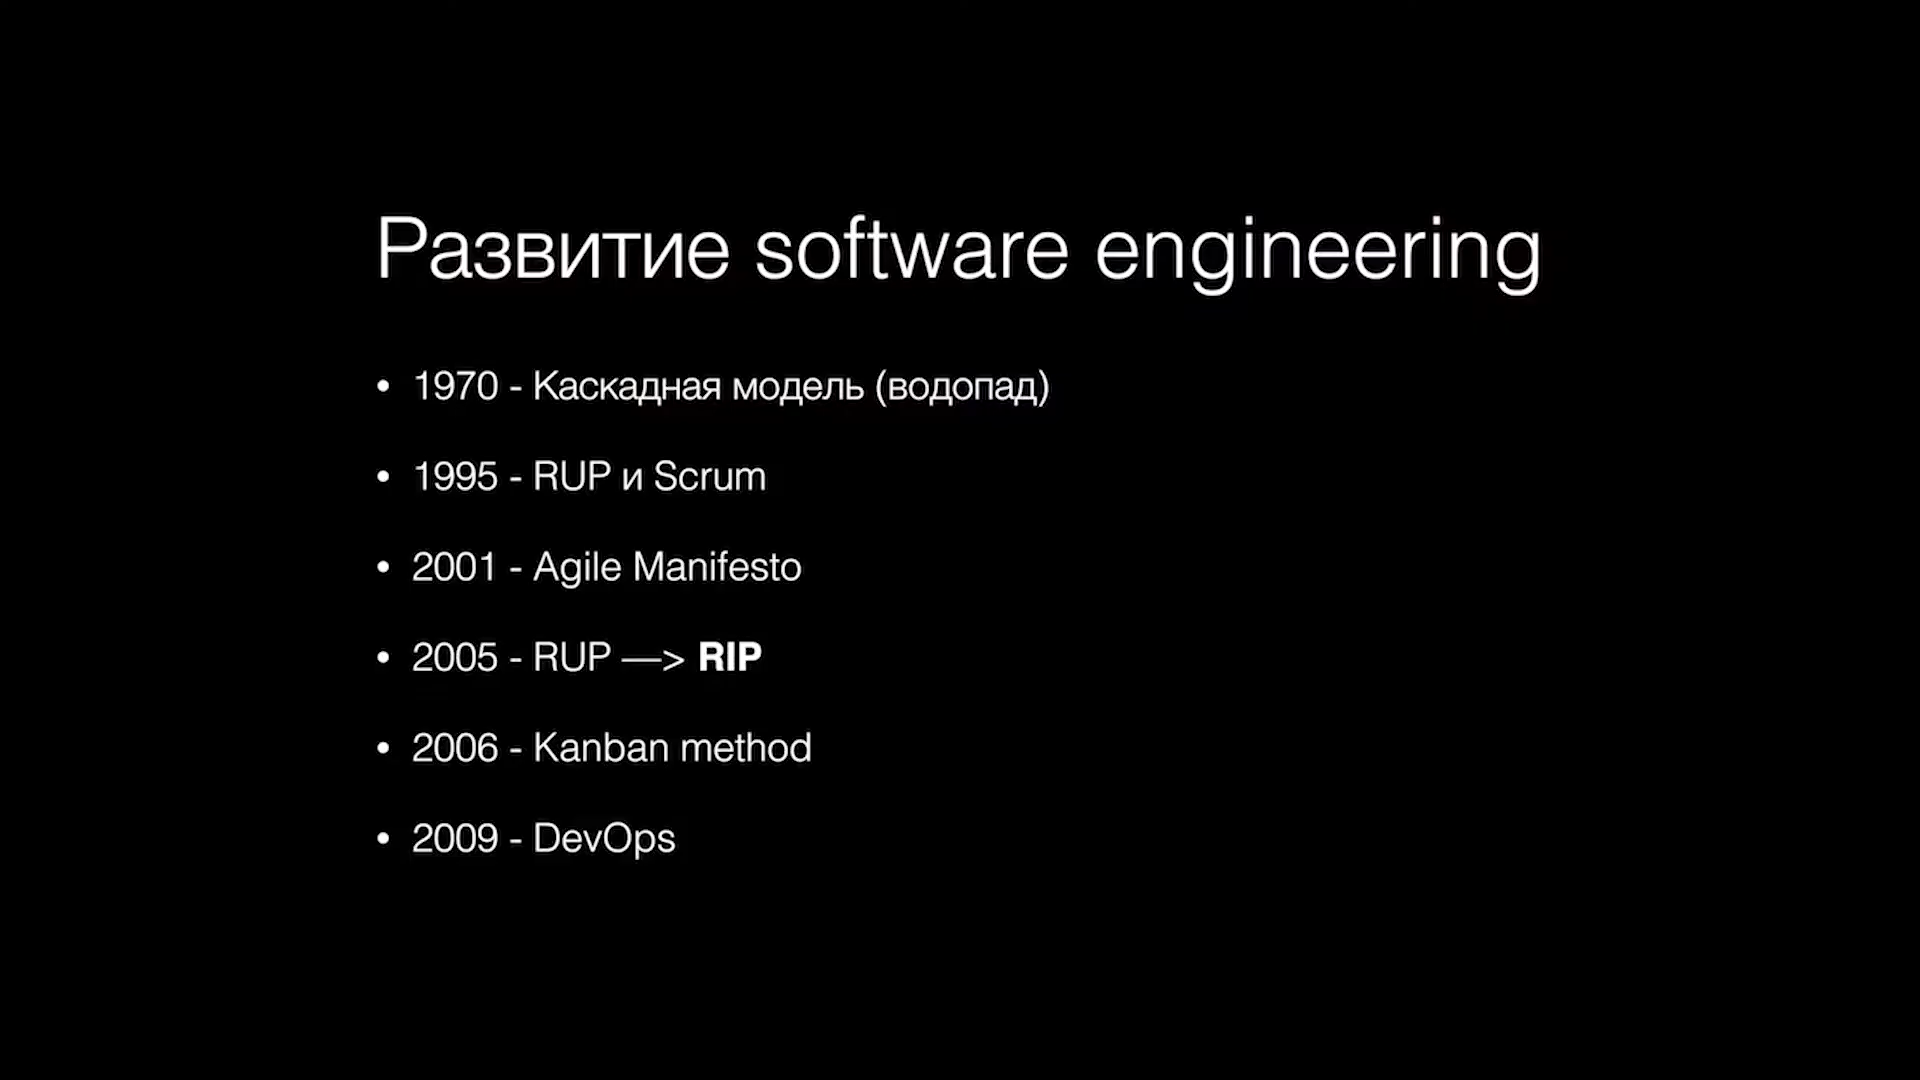 Развитие software engineering
• 1970 - Каскадная модель (водопад)
• 1995 - RUP и Scrum
• 2001 - Agile Manifesto
• 2005 - RUP —> RIP
• 2006 - Kanban method
• 2009 - DevOps